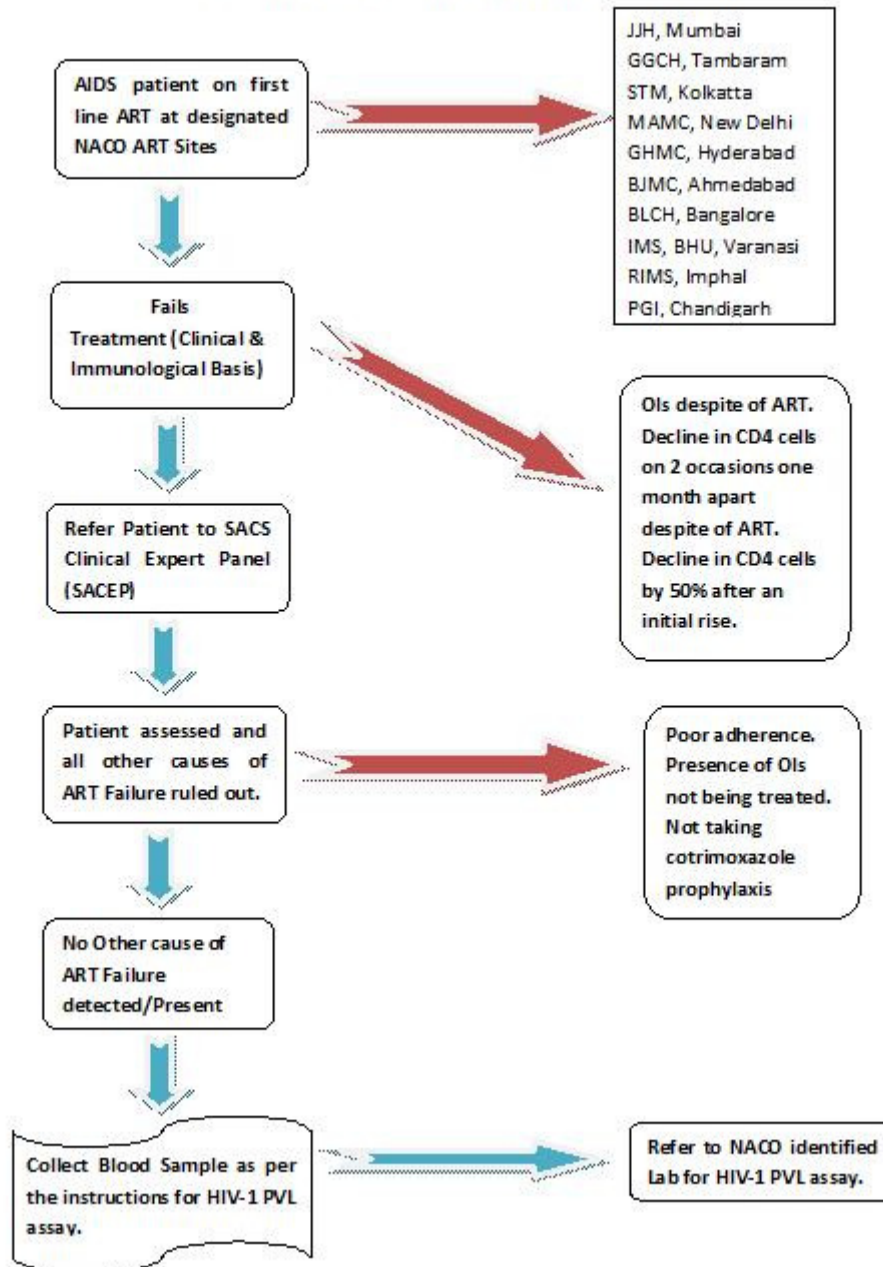 AIDS patient on first
line ART at designated
NACO ART Sites
JJH, Mumbai
GGCH, Tambaram
STM, Kolkatta
MAMC, New Delhi
GHMC, Hyderabad
BJMC, Ahmedabad
BLCH, Bangalore
IMS, BHU, Varanasi
RIMS, Imphal
PGI, Chandigarh
Fails
Treatment (Clinical &
Immunological Basis)
OIs despite of ART.
Decline in CD4 cells
on 2 occasions one
month apart
despite of ART.
Decline in CD4 cells
by 50% after an
initial rise.
Refer Patient to SACS
Clinical Expert Panel
(SACEP)
Patient assessed and
all other causes of
ART Failure ruled out.
Poor adherence.
Presence of OIs
not being treated.
Not taking
cotrimoxazole
prophylaxis
No Other cause of
ART Failure
detected/Present
Collect Blood Sample as per
the instructions for HIV-1 PVL
assay.
Refer to NACO identified
Lab for HIV-1 PVL assay.